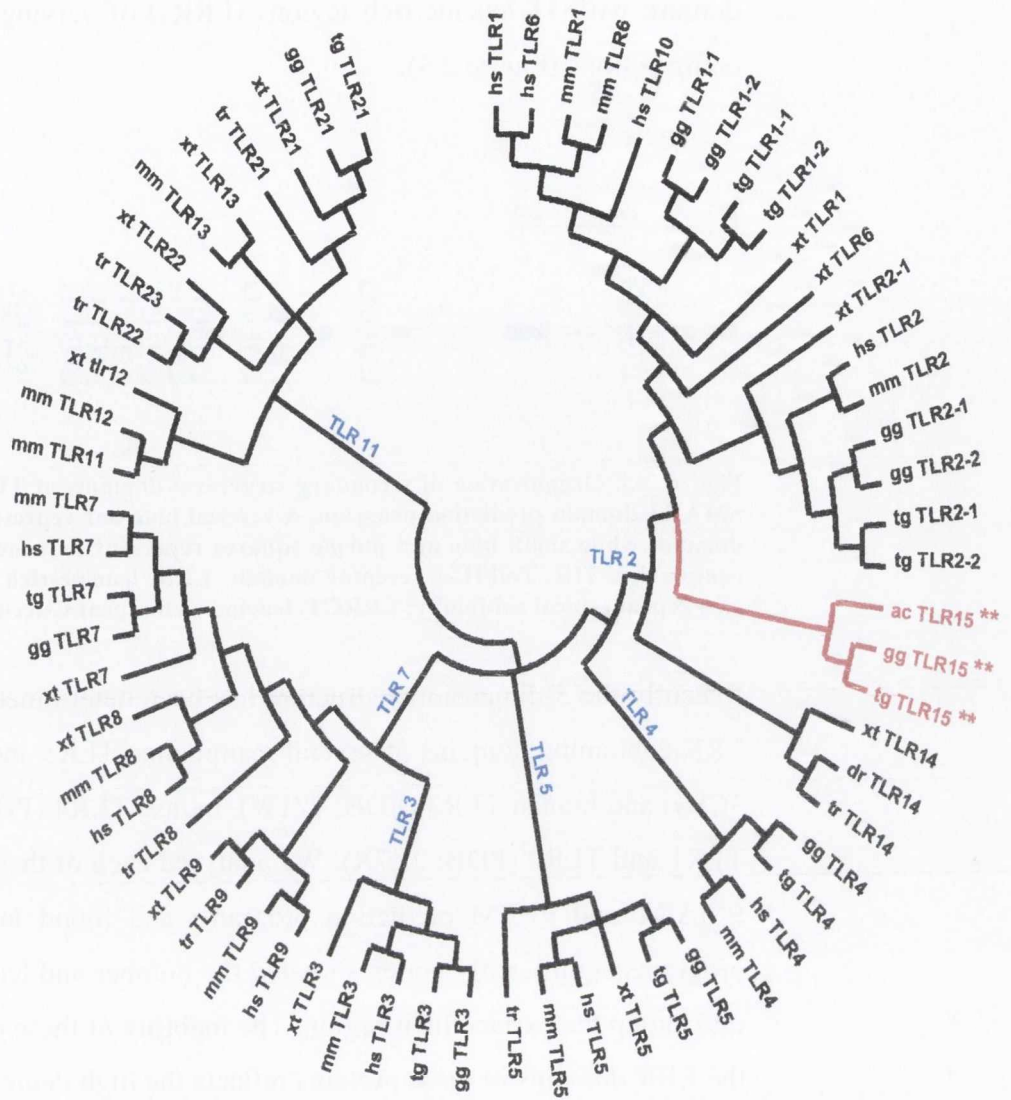 tg TLR21
gg TLR21
xt TLR21
tr TLR21
xt TLR13
mm TLR13
xt TLR22
tr TLR23
tr TLR22
xt tlr12
mm TLR12
mm TLR11
mm TLR7
hs TLR7
tg TLR7
gg TLR7
xt TLR7
xt TLR8
mm TLR8
hs TLR8
tr TLR8
xt TLR9
tr TLR9
mm TLR9
hs TLR9
xt TLR3
mm TLR3
hs TLR3
tg TLR3
gg TLR3
tr TLR5
mm TLR5
hs TLR5
xt TLR5
tg TLR5
gg TLR5
mm TLR4
hs TLR4
tg TLR4
gg TLR4
tr TLR14
dr TLR14
xt TLR14
tg TLR15 **
gg TLR15 **
ac TLR15 **
tg TLR2-2
tg TLR2-1
gg TLR2-2
gg TLR2-1
mm TLR2
hs TLR2
xt TLR2-1
xt TLR6
xt TLR1
tg TLR1-2
tg TLR1-1
gg TLR1-2
gg TLR1-1
hs TLR10
mm TLR6
mm TLR1
hs TLR6
hs TLR1
TLR 11
TLR 2
TLR 7
TLR 4
TLR 5
TLR 3